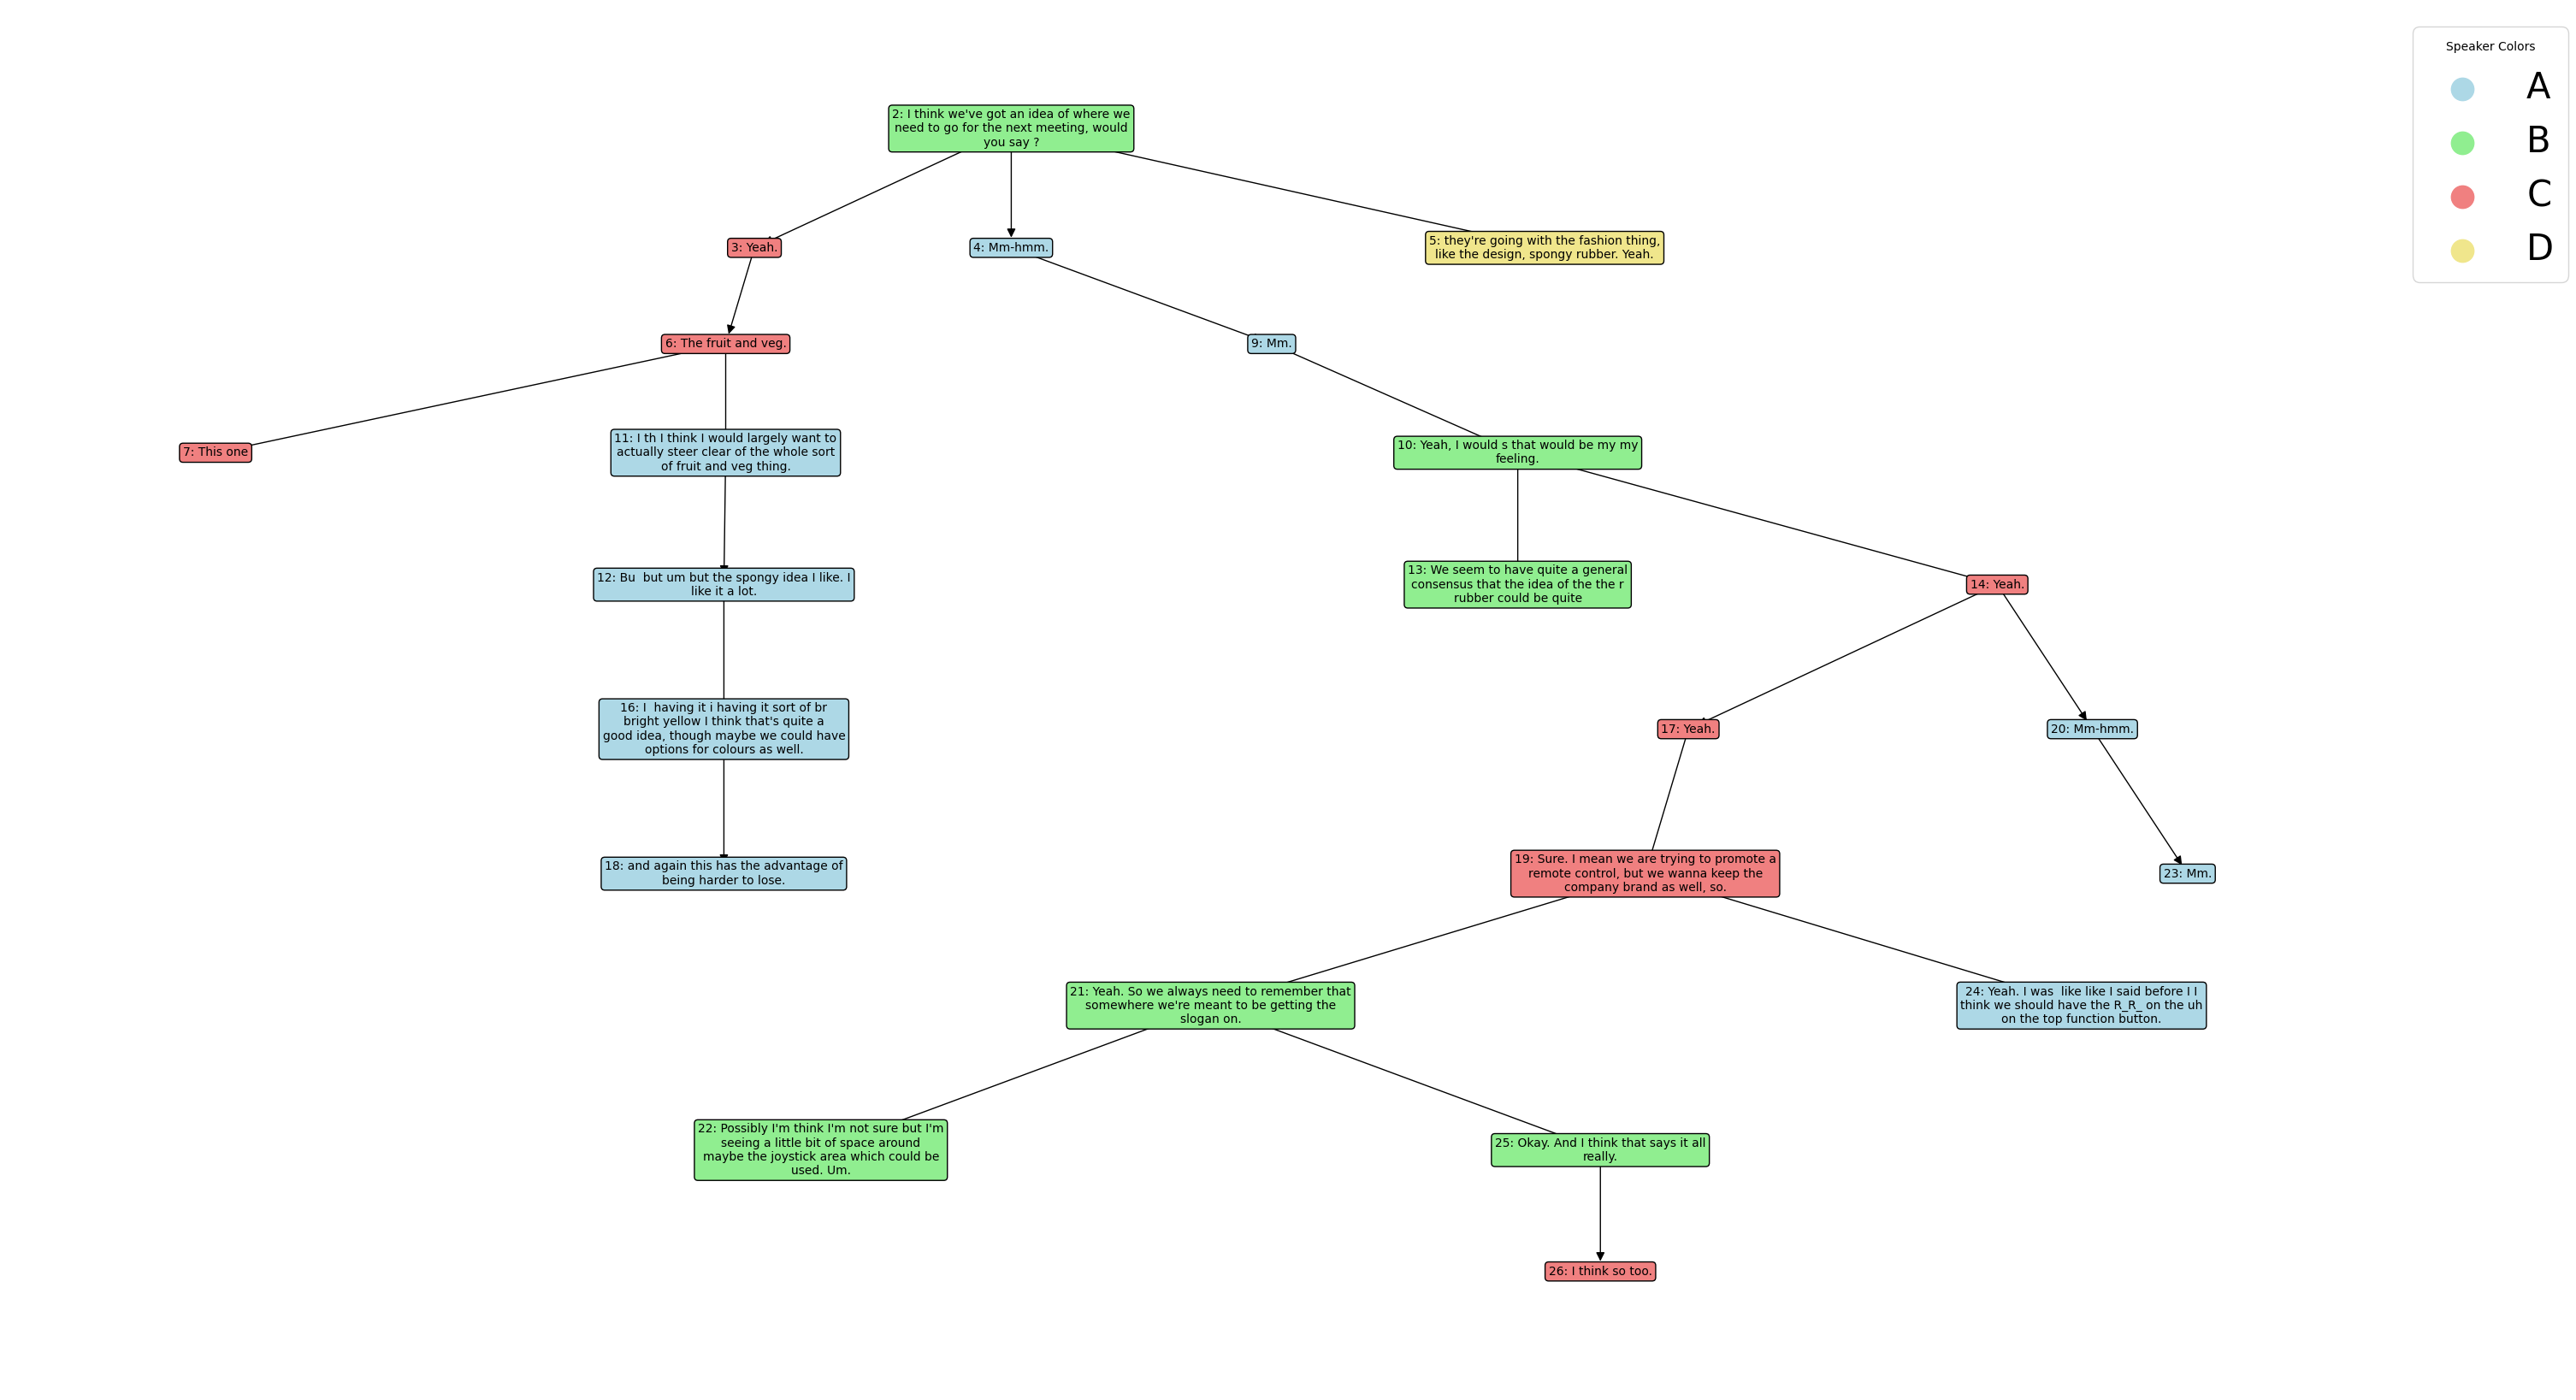 Speaker Colors
A
B
C
D
2: I think we've got an idea of where we
need to go for the next meeting, would
you say ?
3: Yeah.
4: Mm-hmm.
5: they're going with the fashion thing,
like the design, spongy rubber. Yeah.
6: The fruit and veg.
9: Mm.
7: This one
11: I th I think I would largely want to
actually steer clear of the whole sort
of fruit and veg thing.
10: Yeah, I would s that would be my my
feeling.
12: Bu  but um but the spongy idea I like. I
like it a lot.
13: We seem to have quite a general
consensus that the idea of the the r
rubber could be quite
14: Yeah.
16: I  having it i having it sort of br
bright yellow I think that's quite a
good idea, though maybe we could have
options for colours as well.
17: Yeah.
20: Mm-hmm.
18: and again this has the advantage of
being harder to lose.
19: Sure. I mean we are trying to promote a
remote control, but we wanna keep the
company brand as well, so.
23: Mm.
21: Yeah. So we always need to remember that
somewhere we're meant to be getting the
slogan on.
24: Yeah. I was  like like I said before I I
think we should have the R_R_ on the uh
on the top function button.
22: Possibly I'm think I'm not sure but I'm
seeing a little bit of space around
maybe the joystick area which could be
used. Um.
25: Okay. And I think that says it all
really.
26: I think so too.